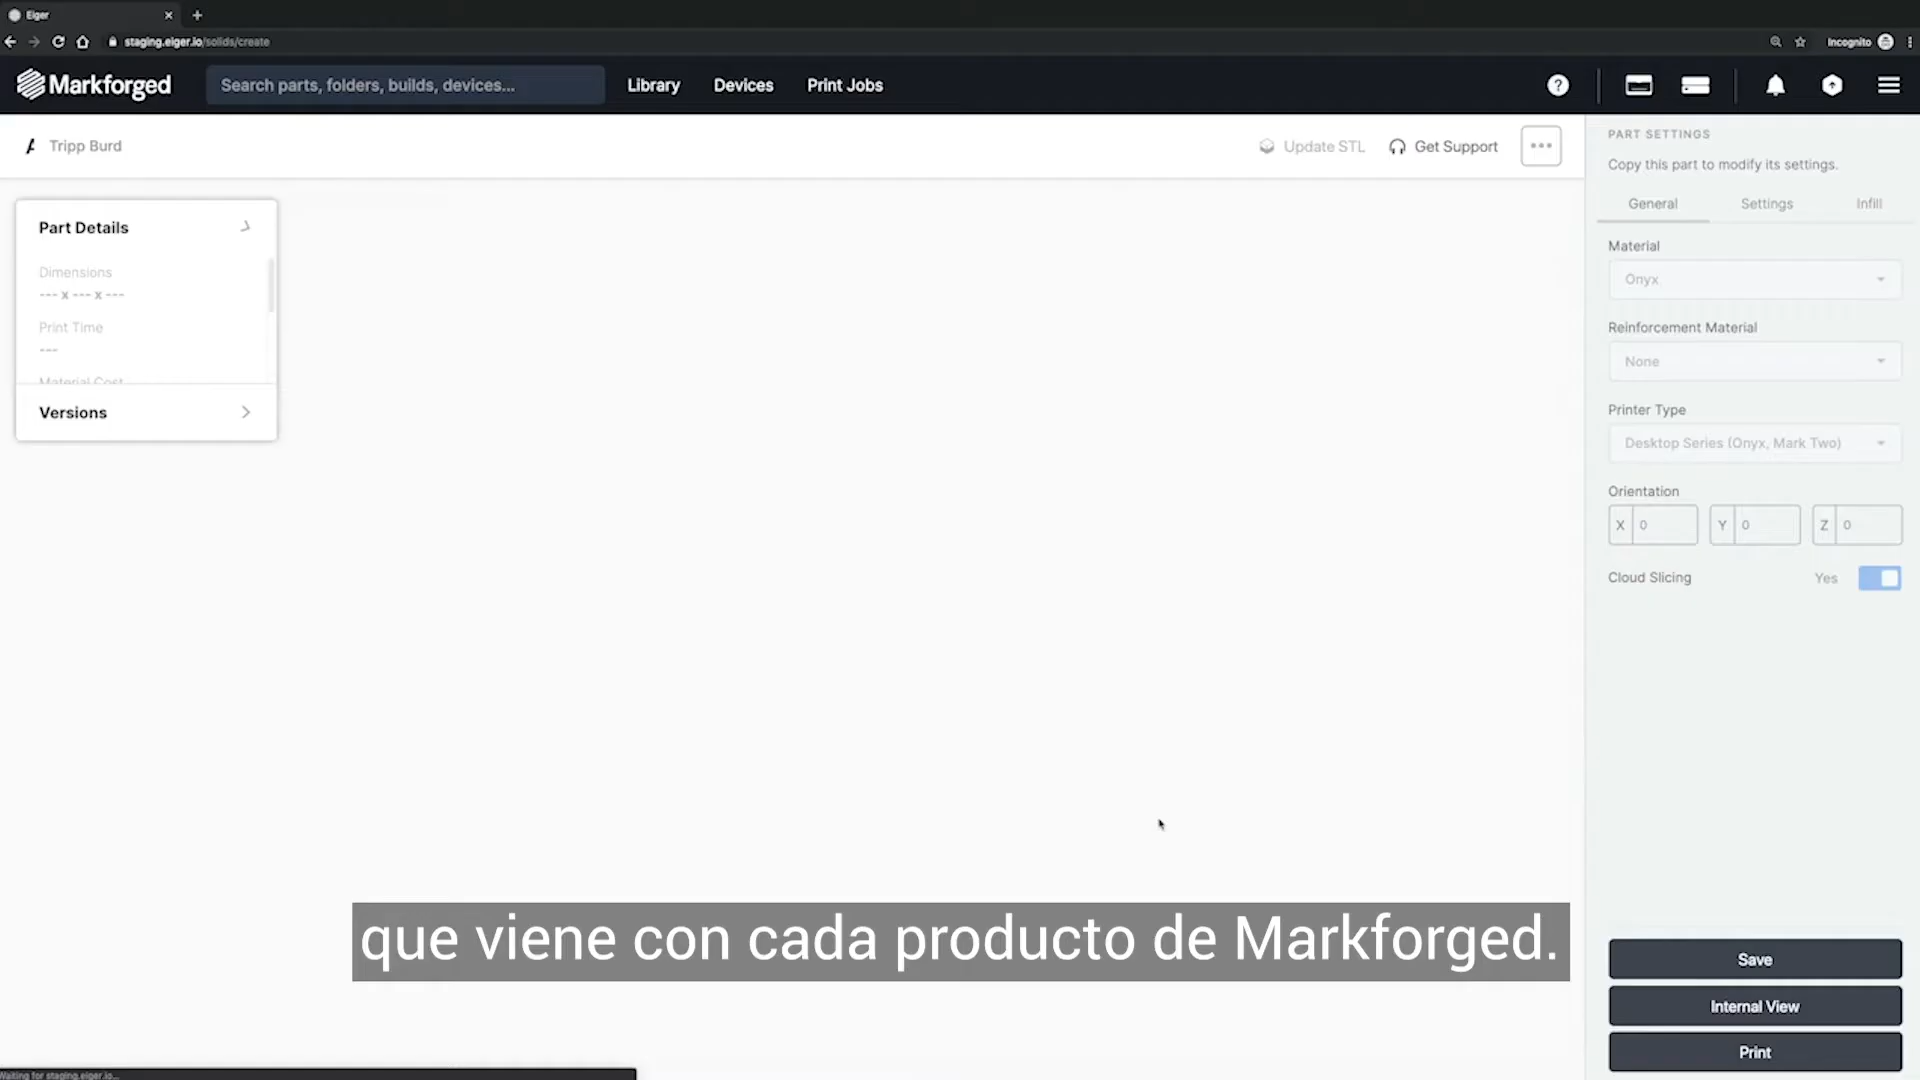 Eiger
staging.eiger.io/solids/create
Incognito
Markforged
Search parts, folders, builds, devices...
Library
Devices
Print Jobs
?
Tripp Burd
Update STL
Get Support
Part Details
Dimensions
--- x --- x ---
Print Time
---
Material Cost
Versions
PART SETTINGS
Copy this part to modify its settings.
General
Settings
Infill
Material
Onyx
Reinforcement Material
None
Printer Type
Desktop Series (Onyx, Mark Two)
Orientation
X 0
Y 0
Z 0
Cloud Slicing
Yes
que viene con cada producto de Markforged.
Save
Internal View
Print
Waiting for staging.eiger.io...